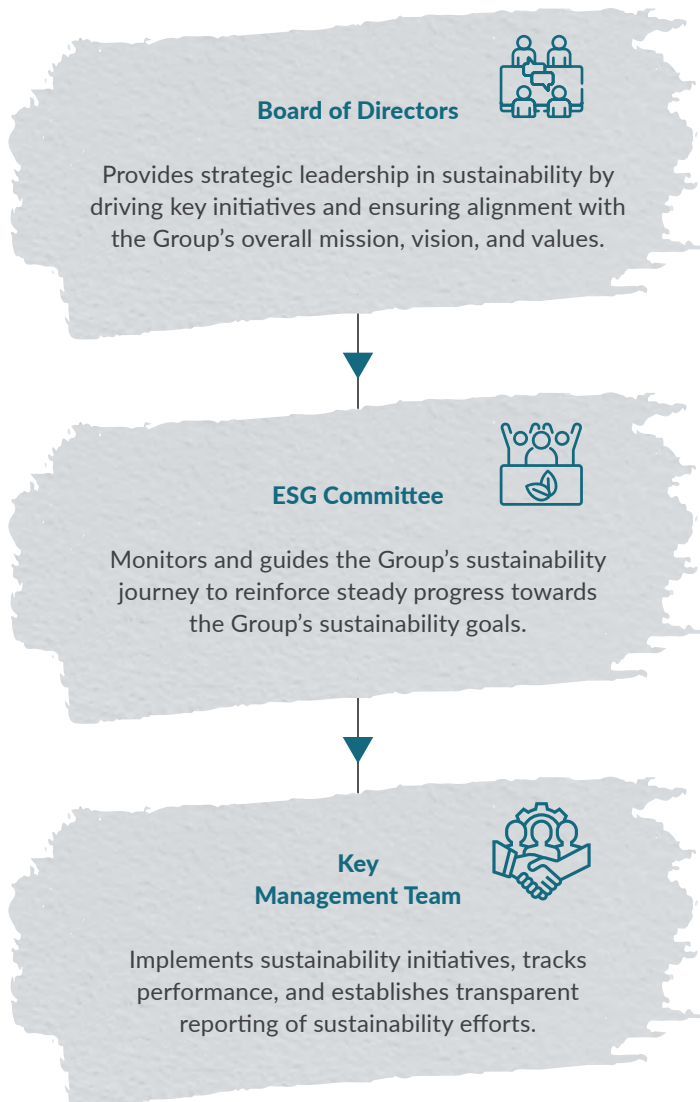 Board of Directors
Provides strategic leadership in sustainability by
driving key initiatives and ensuring alignment with
the Group’s overall mission, vision, and values.
ESG Committee
Monitors and guides the Group’s sustainability
journey to reinforce steady progress towards
the Group’s sustainability goals.
Key
Management Team
Implements sustainability initiatives, tracks
performance, and establishes transparent
reporting of sustainability efforts.